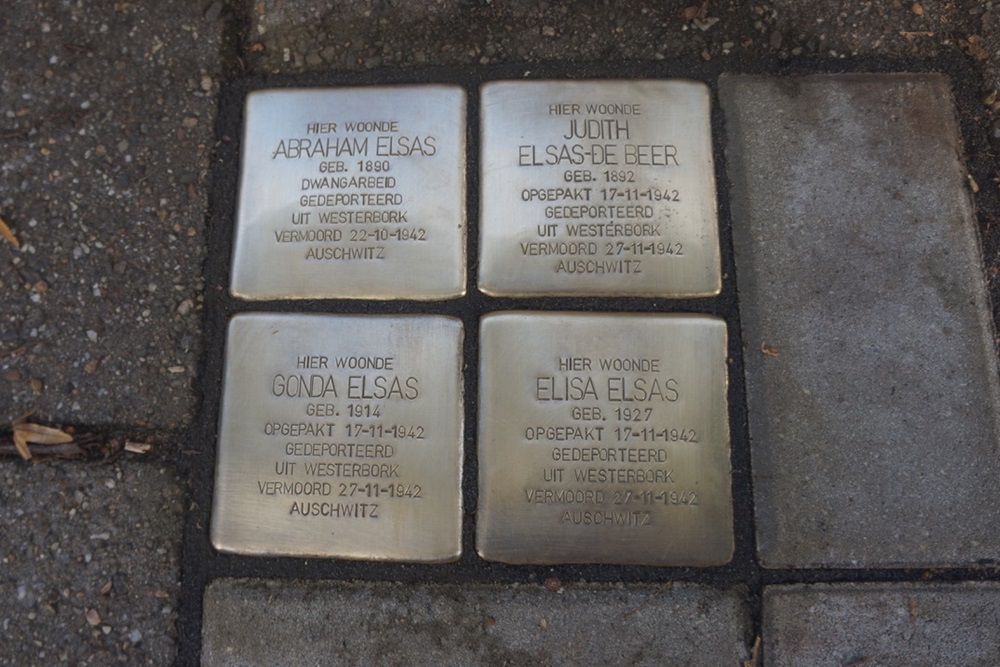 HIER WOONDE
ABRAHAM ELSAS
GEB. 1890
DWANGARBEID
GEDEPORTEERD
UIT WESTERBORK
VERMOORD 22-10-1942
AUSCHWITZ
HIER WOONDE
JUDITH
ELSAS-DE BEER
GEB. 1892
OPGEPAKT 17-11-1942
GEDEPORTEERD
UIT WESTERBORK
VERMOORD 27-11-1942
AUSCHWITZ
HIER WOONDE
GONDA ELSAS
GEB. 1914
OPGEPAKT 17-11-1942
GEDEPORTEERD
UIT WESTERBORK
VERMOORD 27-11-1942
AUSCHWITZ
HIER WOONDE
ELISA ELSAS
GEB. 1927
OPGEPAKT 17-11-1942
GEDEPORTEERD
UIT WESTERBORK
VERMOORD 27-11-1942
AUSCHWITZ